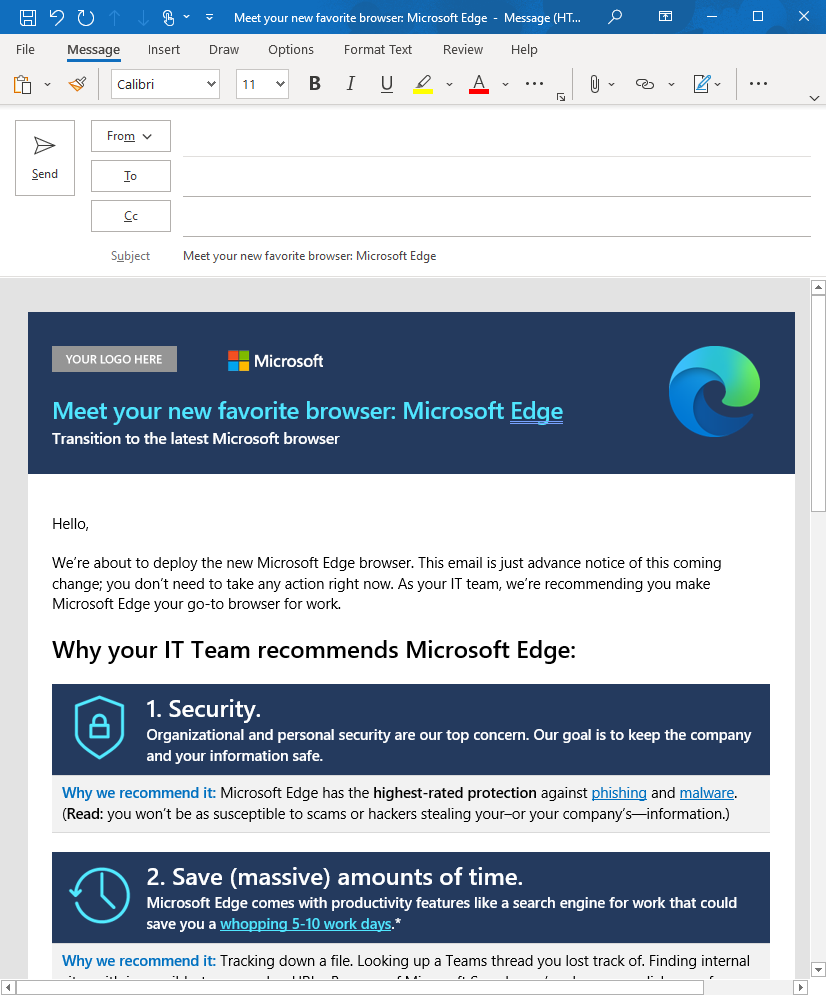 Meet your new favorite browser: Microsoft Edge - Message (HT...
File Message Insert Draw Options Format Text Review Help
Calibri 11 B I U A
From
Send
To
Cc
Subject Meet your new favorite browser: Microsoft Edge
YOUR LOGO HERE Microsoft
Meet your new favorite browser: Microsoft Edge
Transition to the latest Microsoft browser
Hello,
We’re about to deploy the new Microsoft Edge browser. This email is just advance notice of this coming
change; you don’t need to take any action right now. As your IT team, we’re recommending you make
Microsoft Edge your go-to browser for work.
Why your IT Team recommends Microsoft Edge:
1. Security.
Organizational and personal security are our top concern. Our goal is to keep the company
and your information safe.
Why we recommend it: Microsoft Edge has the highest-rated protection against phishing and malware.
(Read: you won’t be as susceptible to scams or hackers stealing your–or your company’s—information.)
2. Save (massive) amounts of time.
Microsoft Edge comes with productivity features like a search engine for work that could
save you a whopping 5-10 work days.*
Why we recommend it: Tracking down a file. Looking up a Teams thread you lost track of. Finding internal